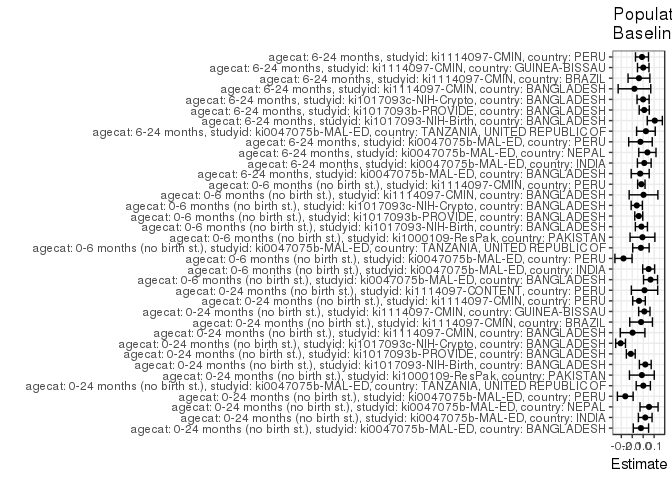 Populat
Baselin
agecat: 6-24 months, studyid: ki1114097-CMIN, country: PERU
agecat: 6-24 months, studyid: ki1114097-CMIN, country: GUINEA-BISSAU
agecat: 6-24 months, studyid: ki1114097-CMIN, country: BRAZIL
agecat: 6-24 months, studyid: ki1114097-CMIN, country: BANGLADESH
agecat: 6-24 months, studyid: ki1017093c-NIH-Crypto, country: BANGLADESH
agecat: 6-24 months, studyid: ki1017093b-PROVIDE, country: BANGLADESH
agecat: 6-24 months, studyid: ki1017093-NIH-Birth, country: BANGLADESH
agecat: 6-24 months, studyid: ki0047075b-MAL-ED, country: TANZANIA, UNITED REPUBLIC OF
agecat: 6-24 months, studyid: ki0047075b-MAL-ED, country: PERU
agecat: 6-24 months, studyid: ki0047075b-MAL-ED, country: NEPAL
agecat: 6-24 months, studyid: ki0047075b-MAL-ED, country: INDIA
agecat: 6-24 months, studyid: ki0047075b-MAL-ED, country: BANGLADESH
agecat: 0-6 months (no birth st.), studyid: ki1114097-CMIN, country: PERU
agecat: 0-6 months (no birth st.), studyid: ki1114097-CMIN, country: BANGLADESH
agecat: 0-6 months (no birth st.), studyid: ki1017093c-NIH-Crypto, country: BANGLADESH
agecat: 0-6 months (no birth st.), studyid: ki1017093b-PROVIDE, country: BANGLADESH
agecat: 0-6 months (no birth st.), studyid: ki1017093-NIH-Birth, country: BANGLADESH
agecat: 0-6 months (no birth st.), studyid: ki1000109-ResPak, country: PAKISTAN
agecat: 0-6 months (no birth st.), studyid: ki0047075b-MAL-ED, country: TANZANIA, UNITED REPUBLIC OF
agecat: 0-6 months (no birth st.), studyid: ki0047075b-MAL-ED, country: PERU
agecat: 0-6 months (no birth st.), studyid: ki0047075b-MAL-ED, country: INDIA
agecat: 0-6 months (no birth st.), studyid: ki0047075b-MAL-ED, country: BANGLADESH
agecat: 0-24 months (no birth st.), studyid: ki1114097-CONTENT, country: PERU
agecat: 0-24 months (no birth st.), studyid: ki1114097-CMIN, country: PERU
agecat: 0-24 months (no birth st.), studyid: ki1114097-CMIN, country: GUINEA-BISSAU
agecat: 0-24 months (no birth st.), studyid: ki1114097-CMIN, country: BRAZIL
agecat: 0-24 months (no birth st.), studyid: ki1114097-CMIN, country: BANGLADESH
agecat: 0-24 months (no birth st.), studyid: ki1017093c-NIH-Crypto, country: BANGLADESH
agecat: 0-24 months (no birth st.), studyid: ki1017093b-PROVIDE, country: BANGLADESH
agecat: 0-24 months (no birth st.), studyid: ki1017093-NIH-Birth, country: BANGLADESH
agecat: 0-24 months (no birth st.), studyid: ki1000109-ResPak, country: PAKISTAN
agecat: 0-24 months (no birth st.), studyid: ki0047075b-MAL-ED, country: TANZANIA, UNITED REPUBLIC OF
agecat: 0-24 months (no birth st.), studyid: ki0047075b-MAL-ED, country: PERU
agecat: 0-24 months (no birth st.), studyid: ki0047075b-MAL-ED, country: NEPAL
agecat: 0-24 months (no birth st.), studyid: ki0047075b-MAL-ED, country: INDIA
agecat: 0-24 months (no birth st.), studyid: ki0047075b-MAL-ED, country: BANGLADESH
Estimate